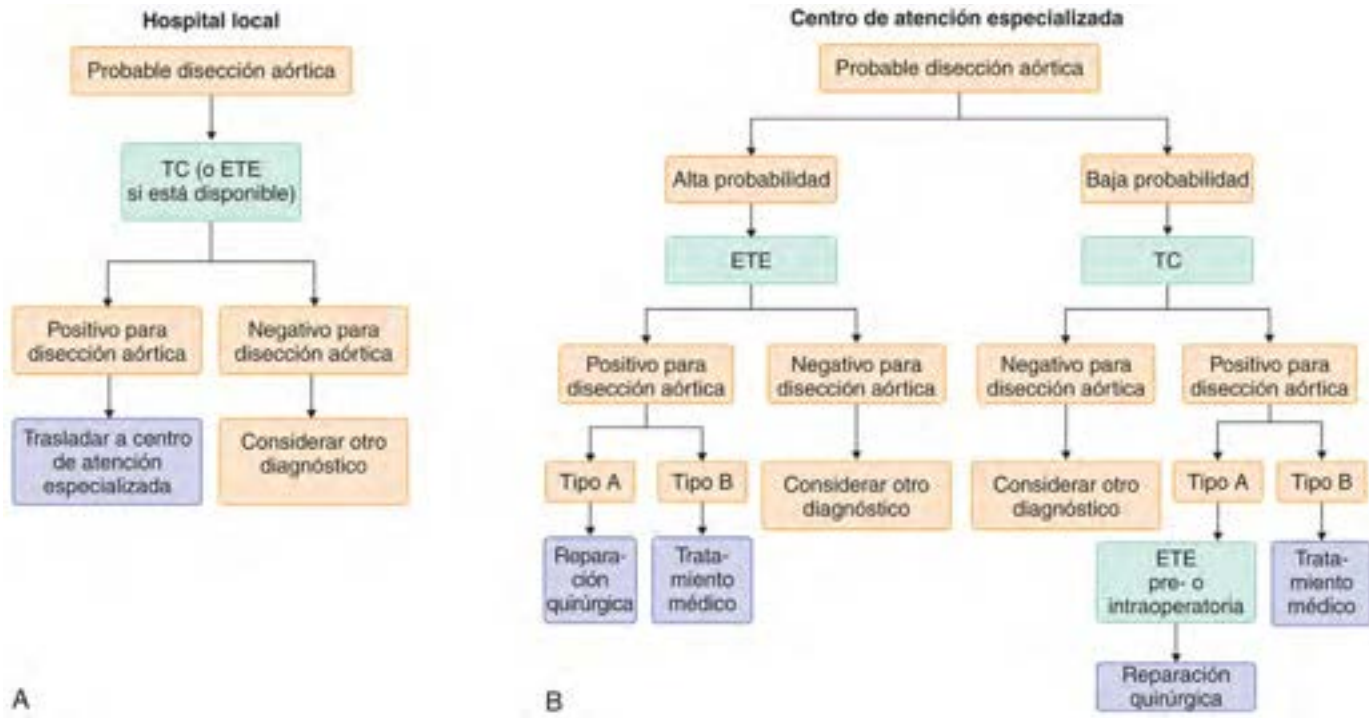 Hospital local
Probable disección aórtica
TC (o ETE
si está disponible)
Positivo para
disección aórtica
Negativo para
disección aórtica
Trasladar a centro
de atención
especializada
Considerar otro
diagnóstico
A
Centro de atención especializada
Probable disección aórtica
Alta probabilidad
Baja probabilidad
ETE
TC
Positivo para
disección aórtica
Negativo para
disección aórtica
Negativo para
disección aórtica
Positivo para
disección aórtica
Tipo A
Tipo B
Considerar otro
diagnóstico
Considerar otro
diagnóstico
Tipo A
Tipo B
Repara-
ción
quirúrgica
Trata-
miento
médico
ETE
pre- o
intraoperatoria
Trata-
miento
médico
Reparación
quirúrgica
B